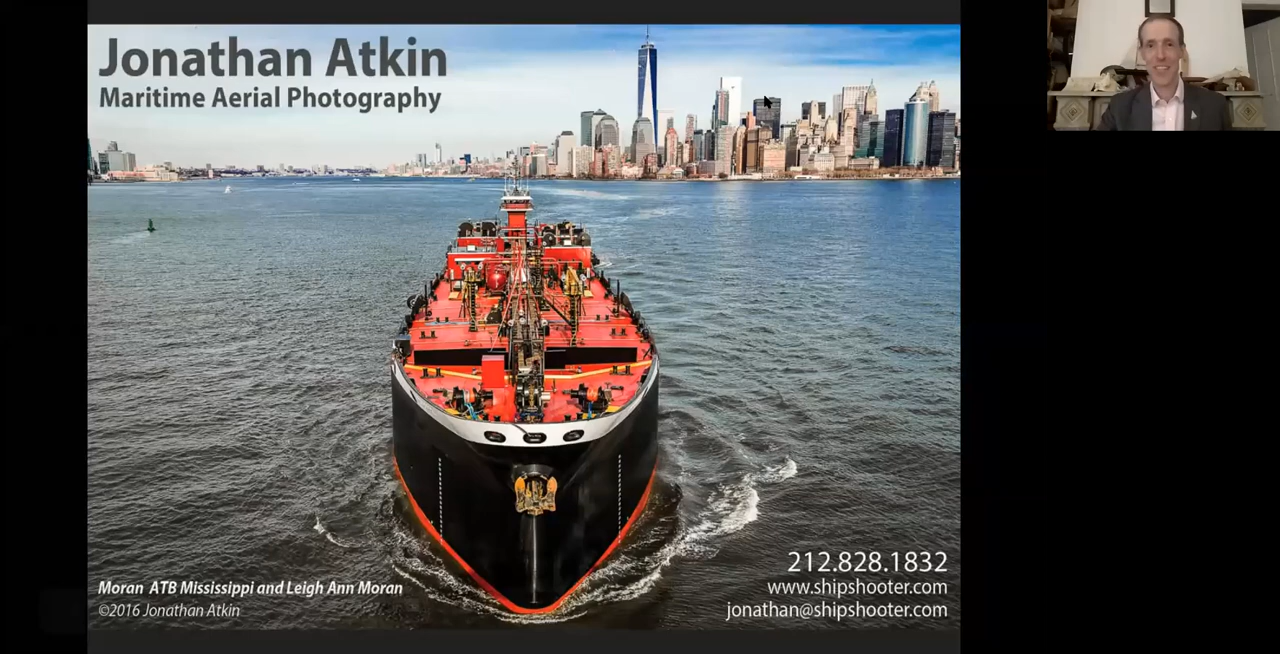 Jonathan Atkin
Maritime Aerial Photography
212.828.1832
www.shipshooter.com
Moran ATB Mississippi and Leigh Ann Moran
jonathan@shipshooter.com
©2016 Jonathan Atkin